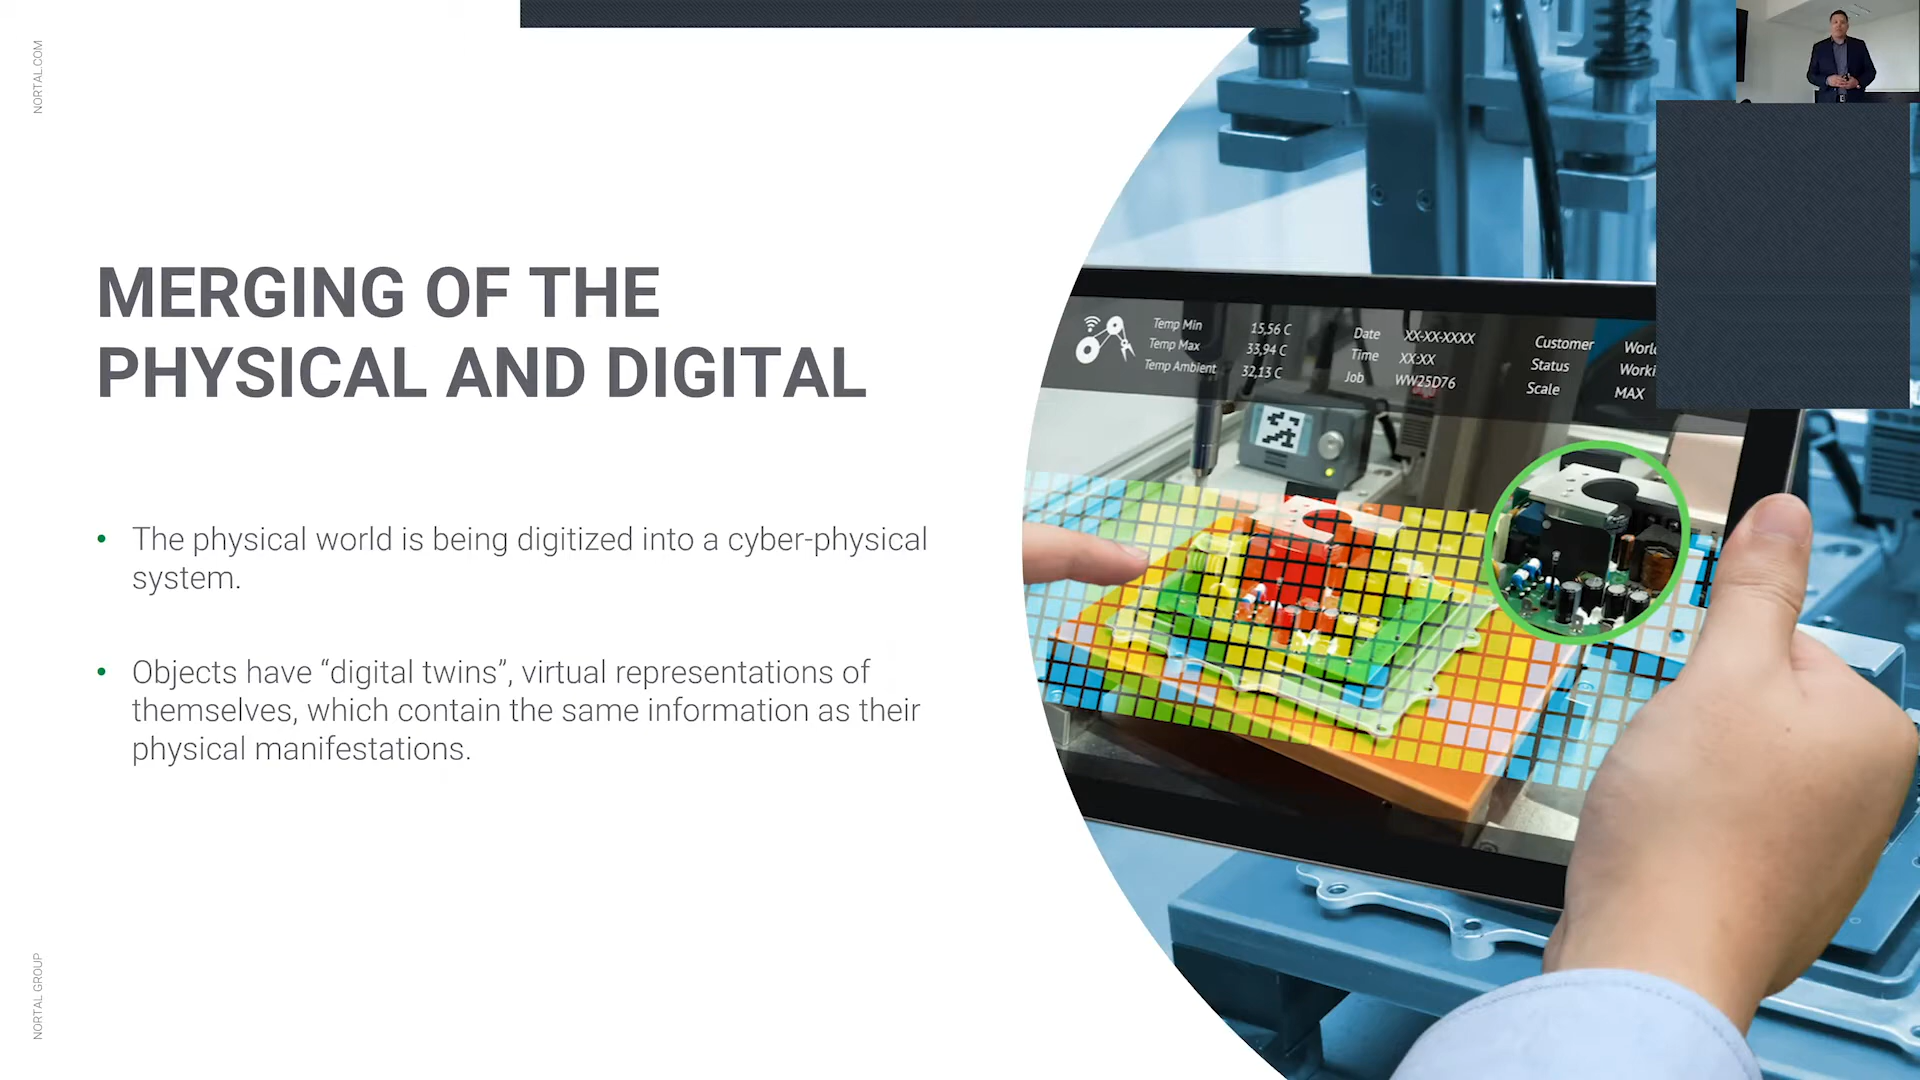 NORTAL.COM
MERGING OF THE
PHYSICAL AND DIGITAL
• The physical world is being digitized into a cyber-physical
system.
• Objects have “digital twins”, virtual representations of
themselves, which contain the same information as their
physical manifestations.
NORTAL GROUP
Temp Min 15,56 C
Temp Max 33,94 C
Temp Ambient 32,13 C
Date XX-XX-XXXX
Time XX:XX
Job WW25D76
Customer
Status
Scale MAX